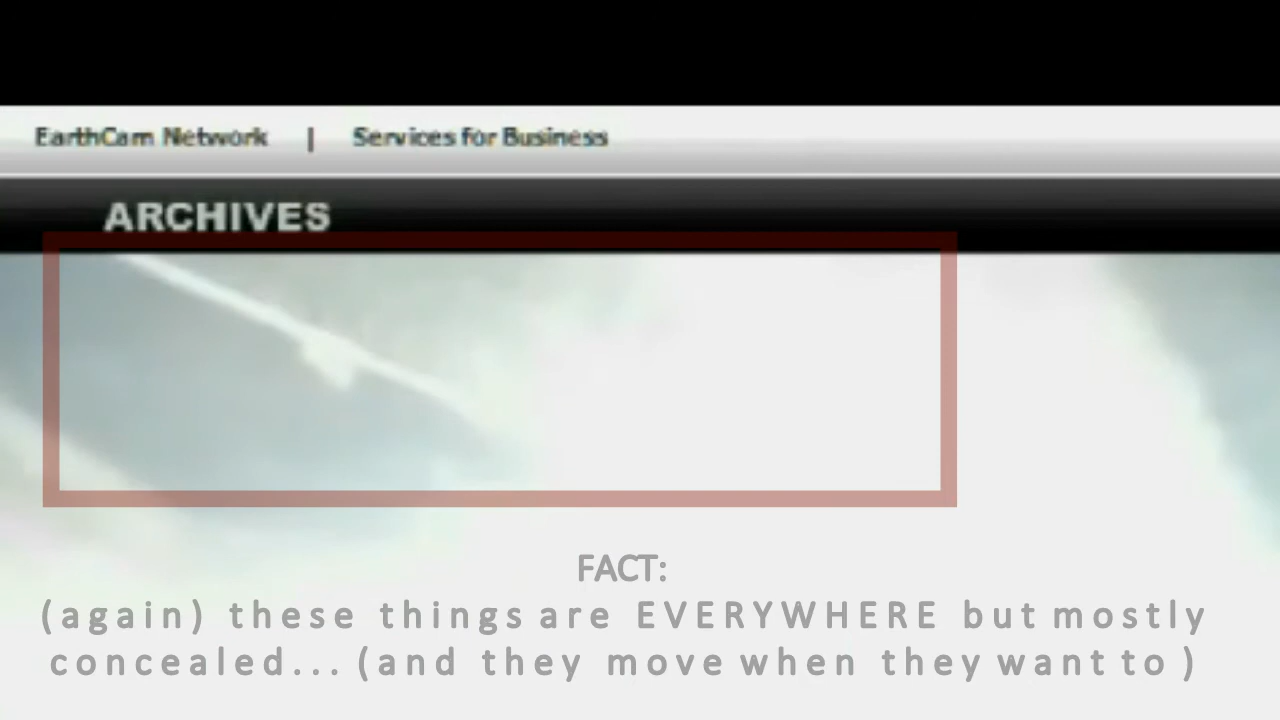 EarthCam Network | Services for Business
ARCHIVES
FACT:
(again) these things are EVERYWHERE but mostly
concealed... (and they move when they want to )